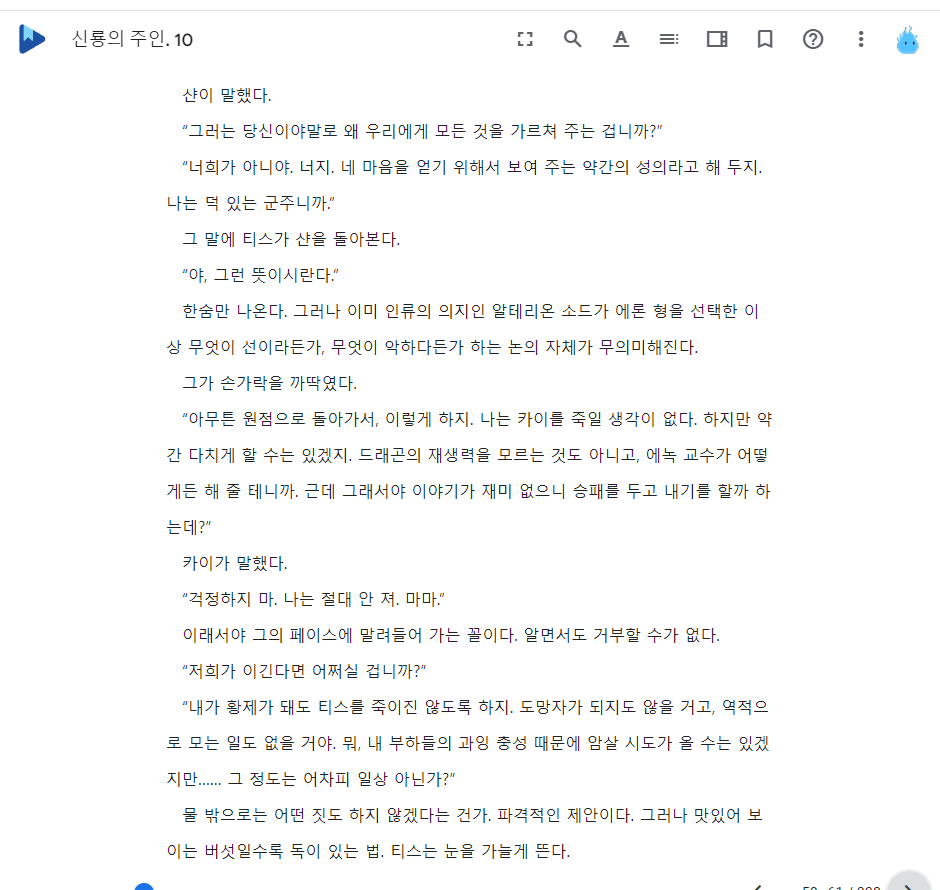 신룡의 주인. 10
샨이 말했다.
“그러는 당신이야말로 왜 우리에게 모든 것을 가르쳐 주는 겁니까?”
“너희가 아니야. 너지. 네 마음을 얻기 위해서 보여 주는 약간의 성의라고 해 두지.
나는 덕 있는 군주니까.”
그 말에 티스가 샨을 돌아본다.
“야, 그런 뜻이시란다.”
한숨만 나온다. 그러나 이미 인류의 의지인 알테리온 소드가 에론 형을 선택한 이
상 무엇이 선이라든가, 무엇이 악하다든가 하는 논의 자체가 무의미해진다.
그가 손가락을 까딱였다.
“아무튼 원점으로 돌아가서, 이렇게 하지. 나는 카이를 죽일 생각이 없다. 하지만 약
간 다치게 할 수는 있겠지. 드래곤의 재생력을 모르는 것도 아니고, 에녹 교수가 어떻
게든 해 줄 테니까. 근데 그래서야 이야기가 재미 없으니 승패를 두고 내기를 할까 하
는데?”
카이가 말했다.
“걱정하지 마. 나는 절대 안 져. 마마.”
이래서야 그의 페이스에 말려들어 가는 꼴이다. 알면서도 거부할 수가 없다.
“저희가 이긴다면 어쩌실 겁니까?”
“내가 황제가 돼도 티스를 죽이진 않도록 하지. 도망자가 되지도 않을 거고, 역적으
로 모는 일도 없을 거야. 뭐, 내 부하들의 과잉 충성 때문에 암살 시도가 올 수는 있겠
지만…… 그 정도는 어차피 일상 아닌가?”
물 밖으로는 어떤 짓도 하지 않겠다는 건가. 파격적인 제안이다. 그러나 맛있어 보
이는 버섯일수록 독이 있는 법. 티스는 눈을 가늘게 뜬다.